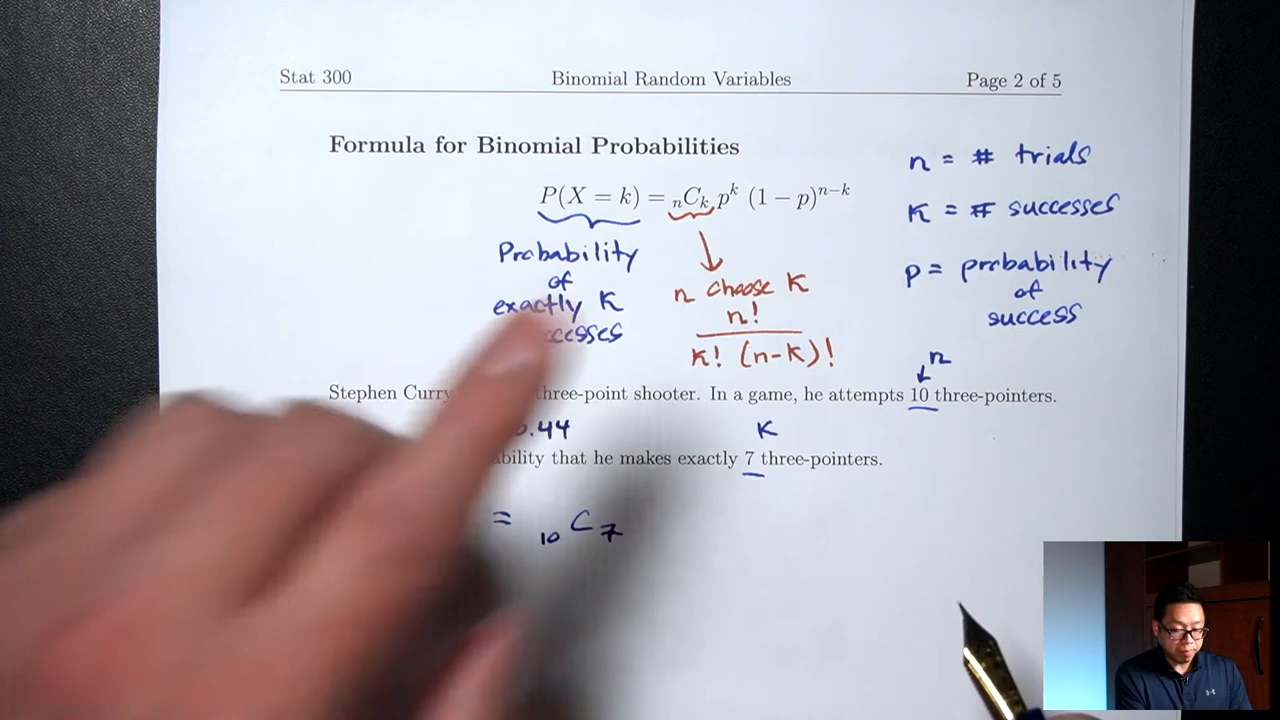 Stat 300 Binomial Random Variables Page 2 of 5
Formula for Binomial Probabilities
P(X = k) = nCk p^k (1 − p)^{n−k}
n = # trials
K = # successes
p = probability
of
success
Probability
of
exactly K
n choose K
n!
K! (n-K)!
n
Stephen Curry three-point shooter. In a game, he attempts 10 three-pointers.
.44 K
that he makes exactly 7 three-pointers.
= 10C7